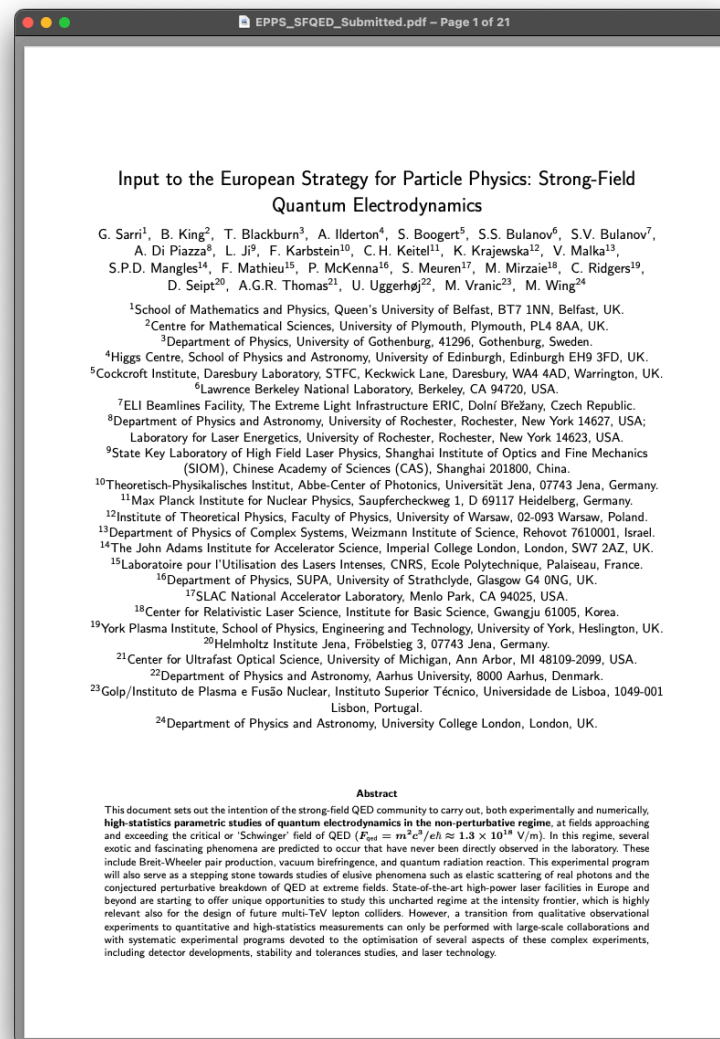 EPPS_SFQED_Submitted.pdf – Page 1 of 21
Input to the European Strategy for Particle Physics: Strong-Field
Quantum Electrodynamics
G. Sarri¹, B. King², T. Blackburn³, A. Ilderton⁴, S. Boogert⁵, S.S. Bulanov⁶, S.V. Bulanov⁷,
A. Di Piazza⁸, L. Ji⁹, F. Karbstein¹⁰, C.H. Keitel¹¹, K. Krajewska¹², V. Malka¹³,
S.P.D. Mangles¹⁴, F. Mathieu¹⁵, P. McKenna¹⁶, S. Meuren¹⁷, M. Mirzaie¹⁸, C. Ridgers¹⁹,
D. Seipt²⁰, A.G.R. Thomas²¹, U. Uggerhøj²², M. Vranic²³, M. Wing²⁴
¹School of Mathematics and Physics, Queen's University of Belfast, BT7 1NN, Belfast, UK.
²Centre for Mathematical Sciences, University of Plymouth, Plymouth, PL4 8AA, UK.
³Department of Physics, University of Gothenburg, 41296, Gothenburg, Sweden.
⁴Higgs Centre, School of Physics and Astronomy, University of Edinburgh, Edinburgh EH9 3FD, UK.
⁵Cockcroft Institute, Daresbury Laboratory, STFC, Keckwick Lane, Daresbury, WA4 4AD, Warrington, UK.
⁶Lawrence Berkeley National Laboratory, Berkeley, CA 94720, USA.
⁷ELI Beamlines Facility, The Extreme Light Infrastructure ERIC, Dolní Břežany, Czech Republic.
⁸Department of Physics and Astronomy, University of Rochester, Rochester, New York 14627, USA;
Laboratory for Laser Energetics, University of Rochester, Rochester, New York 14623, USA.
⁹State Key Laboratory of High Field Laser Physics, Shanghai Institute of Optics and Fine Mechanics
(SIOM), Chinese Academy of Sciences (CAS), Shanghai 201800, China.
¹⁰Theoretisch-Physikalisches Institut, Abbe-Center of Photonics, Universität Jena, 07743 Jena, Germany.
¹¹Max Planck Institute for Nuclear Physics, Saupfercheckweg 1, D 69117 Heidelberg, Germany.
¹²Institute of Theoretical Physics, Faculty of Physics, University of Warsaw, 02-093 Warsaw, Poland.
¹³Department of Physics of Complex Systems, Weizmann Institute of Science, Rehovot 7610001, Israel.
¹⁴The John Adams Institute for Accelerator Science, Imperial College London, London, SW7 2AZ, UK.
¹⁵Laboratoire pour l'Utilisation des Lasers Intenses, CNRS, Ecole Polytechnique, Palaiseau, France.
¹⁶Department of Physics, SUPA, University of Strathclyde, Glasgow G4 0NG, UK.
¹⁷SLAC National Accelerator Laboratory, Menlo Park, CA 94025, USA.
¹⁸Center for Relativistic Laser Science, Institute for Basic Science, Gwangju 61005, Korea.
¹⁹York Plasma Institute, School of Physics, Engineering and Technology, University of York, Heslington, UK.
²⁰Helmholtz Institute Jena, Fröbelstieg 3, 07743 Jena, Germany.
²¹Center for Ultrafast Optical Science, University of Michigan, Ann Arbor, MI 48109-2099, USA.
²²Department of Physics and Astronomy, Aarhus University, 8000 Aarhus, Denmark.
²³Golp/Instituto de Plasma e Fusão Nuclear, Instituto Superior Técnico, Universidade de Lisboa, 1049-001
Lisbon, Portugal.
²⁴Department of Physics and Astronomy, University College London, London, UK.
Abstract
This document sets out the intention of the strong-field QED community to carry out, both experimentally and numerically,
high-statistics parametric studies of quantum electrodynamics in the non-perturbative regime, at fields approaching
and exceeding the critical or 'Schwinger' field of QED (F_qed = m²c³/eħ ≈ 1.3 × 10¹⁸ V/m). In this regime, several
exotic and fascinating phenomena are predicted to occur that have never been directly observed in the laboratory. These
include Breit-Wheeler pair production, vacuum birefringence, and quantum radiation reaction. This experimental program
will also serve as a stepping stone towards studies of elusive phenomena such as elastic scattering of real photons and the
conjectured perturbative breakdown of QED at extreme fields. State-of-the-art high-power laser facilities in Europe and
beyond are starting to offer unique opportunities to study this uncharted regime at the intensity frontier, which is highly
relevant also for the design of future multi-TeV lepton colliders. However, a transition from qualitative observational
experiments to quantitative and high-statistics measurements can only be performed with large-scale collaborations and
with systematic experimental programs devoted to the optimisation of several aspects of these complex experiments,
including detector developments, stability and tolerances studies, and laser technology.